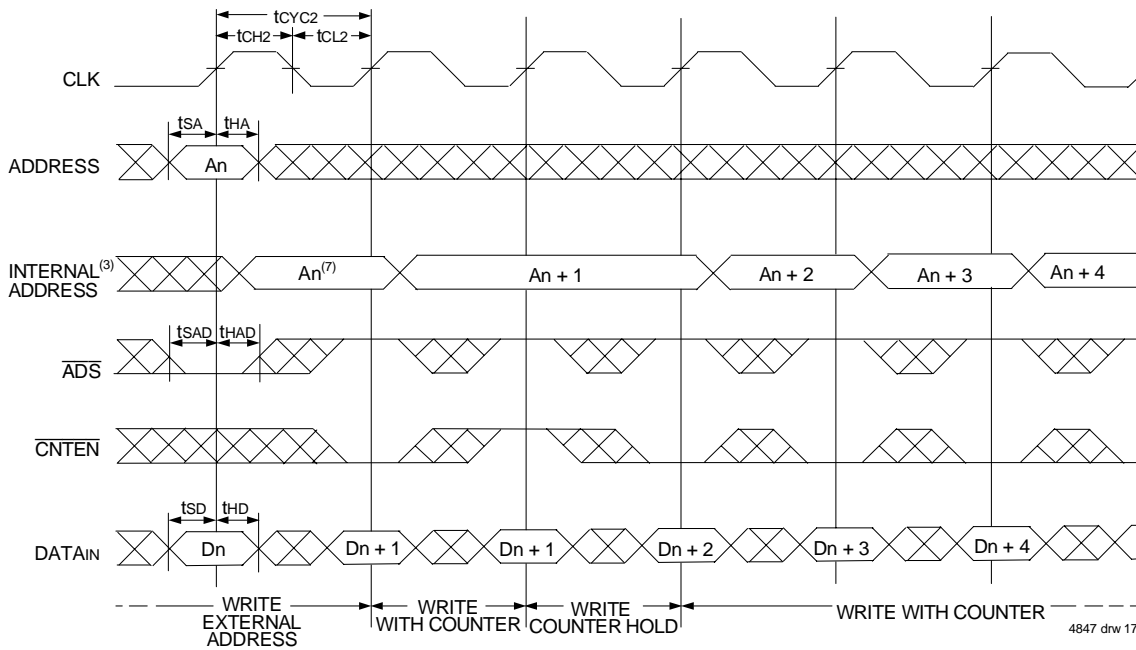 tCYC2
tCH2 tCL2
CLK
tSA tHA
ADDRESS An
INTERNAL(3)
ADDRESS
An(7) An + 1 An + 2 An + 3 An + 4
tSAD tHAD
ADS
CNTEN
tSD tHD
DATAIN Dn Dn + 1 Dn + 1 Dn + 2 Dn + 3 Dn + 4
WRITE
EXTERNAL
ADDRESS
WRITE
WITH COUNTER
WRITE
COUNTER HOLD
WRITE WITH COUNTER
4847 drw 17